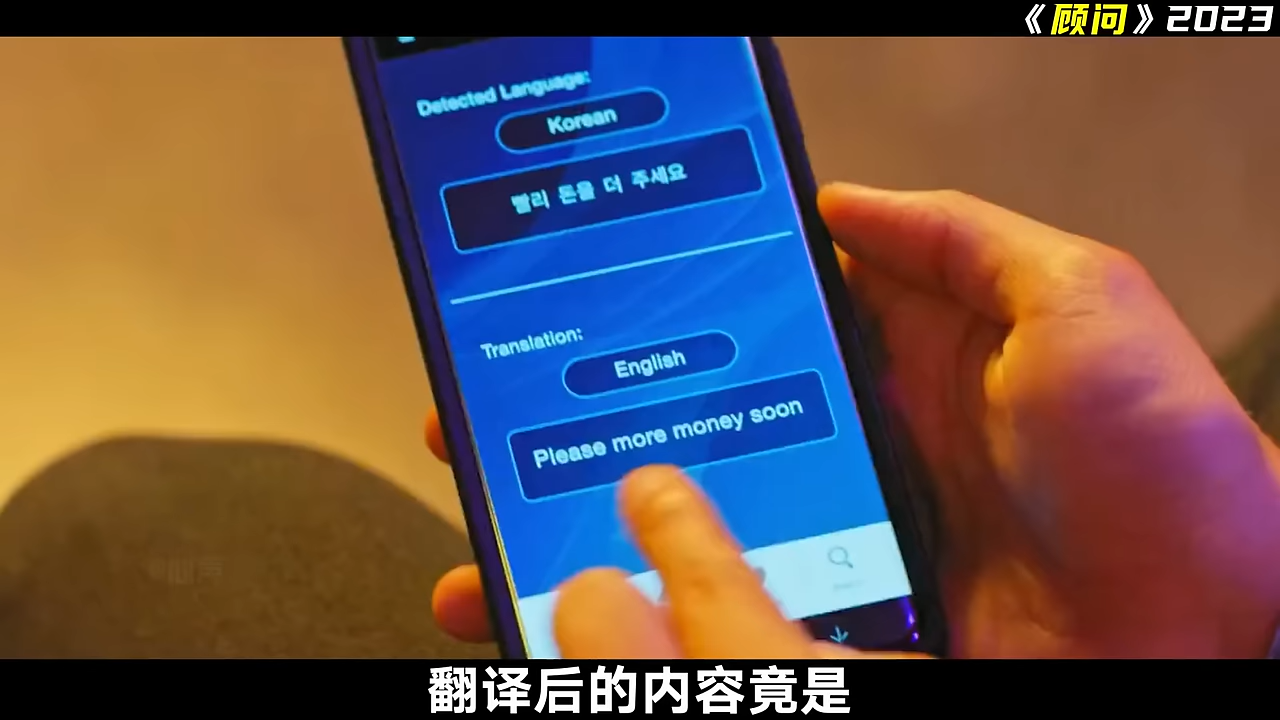 《顾问》2023
Detected Language:
Korean
빨리 돈을 더 주세요
Translation:
English
Please more money soon
翻译后的内容竟是